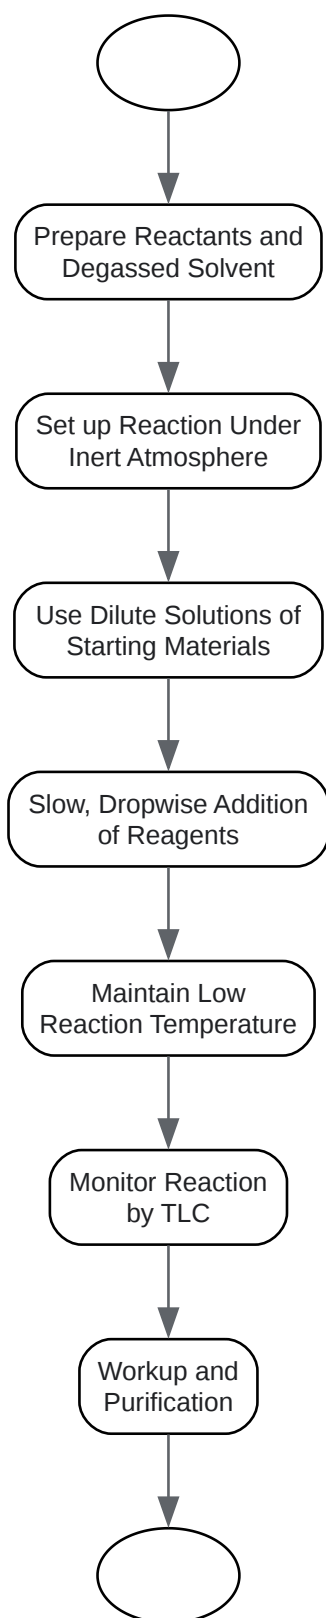 Prepare Reactants and
Degassed Solvent
Set up Reaction Under
Inert Atmosphere
Use Dilute Solutions of
Starting Materials
Slow, Dropwise Addition
of Reagents
Maintain Low
Reaction Temperature
Monitor Reaction
by TLC
Workup and
Purification